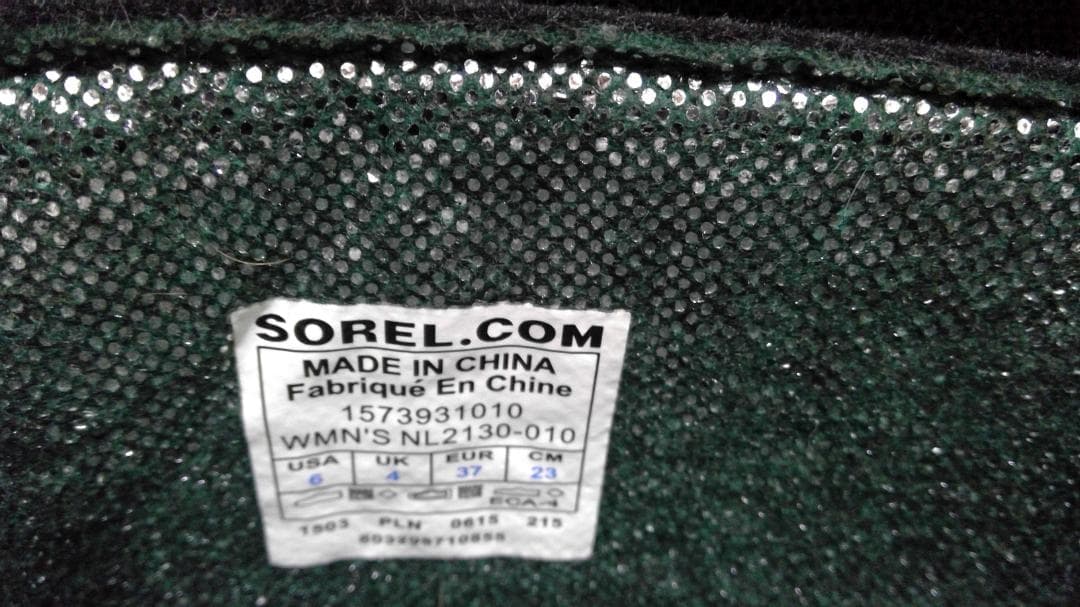 SOREL.COM
MADE IN CHINA
Fabriqué En Chine
1573931010
WMN'S NL2130-010
USA UK EUR CM
6 4 37 23
1503 PLN 0615 215